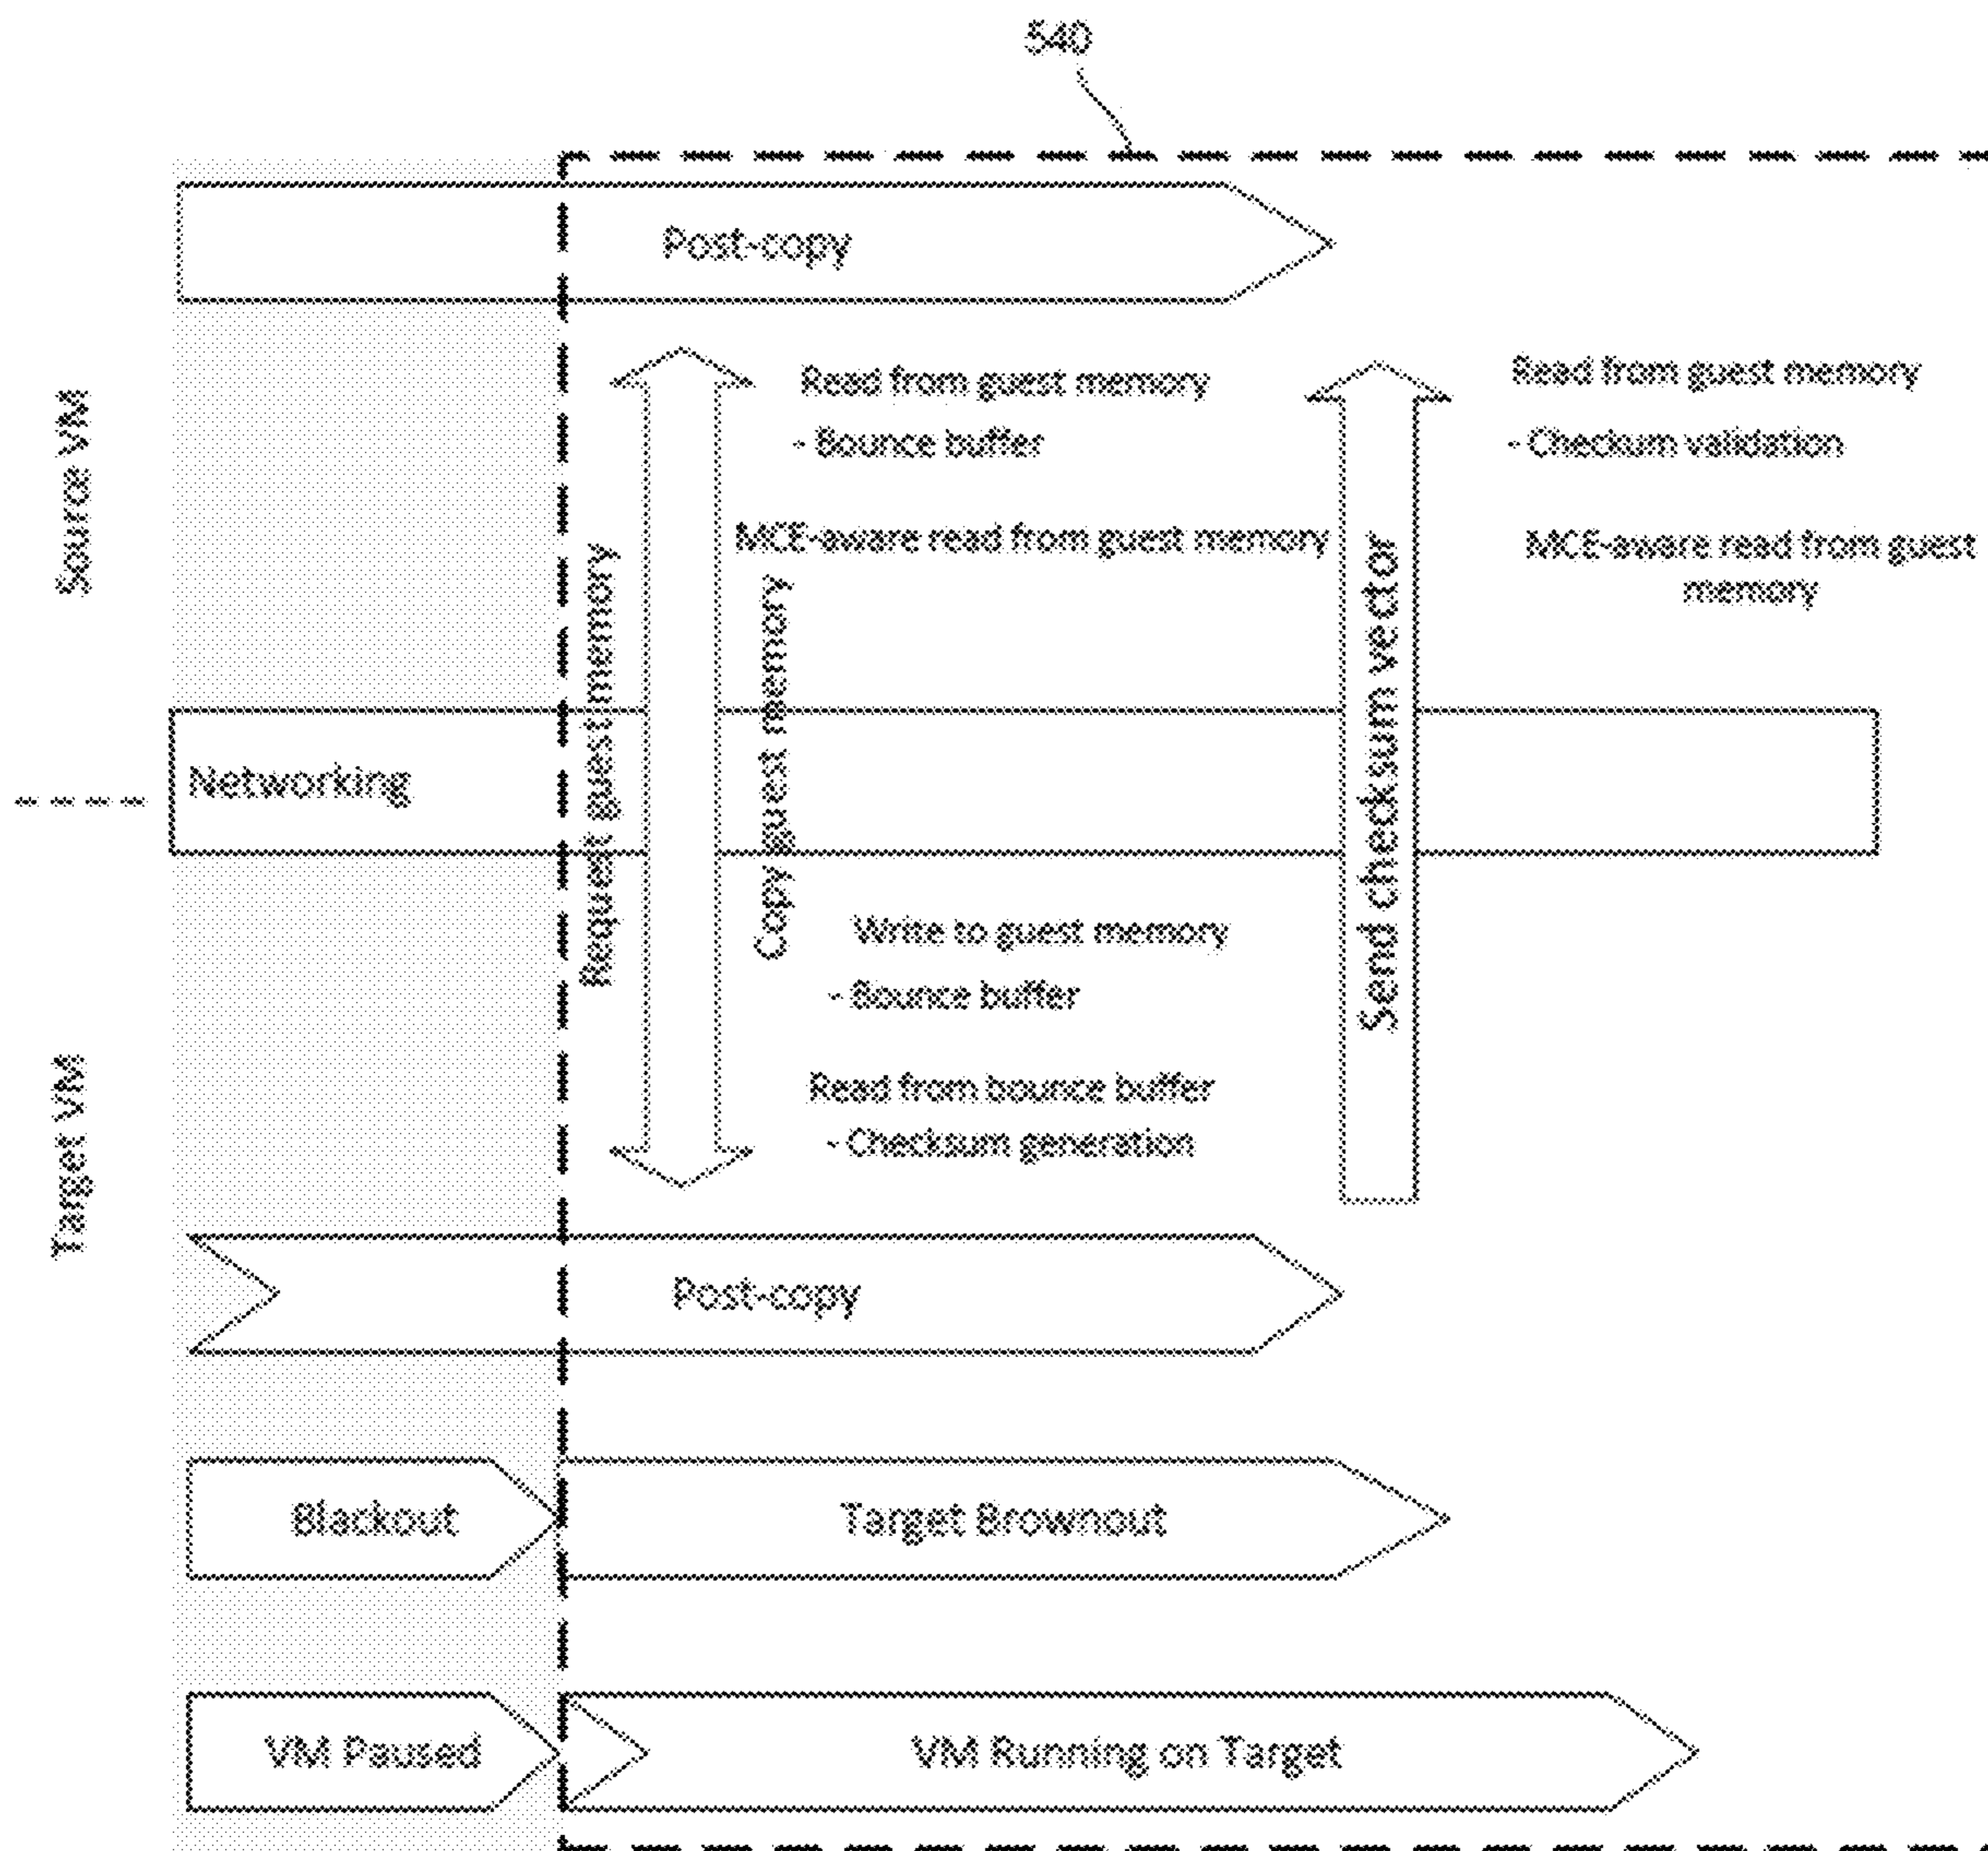 540
Post-copy
Source VM
Read from guest memory
- Bounce buffer
MCE-aware read from guest memory
Read from guest memory
- Checkum validation
MCE-aware read from guest
memory
Request guest memory
Copy guest memory
Send checksum vector
Networking
Target VM
Write to guest memory
- Bounce buffer
Read from bounce buffer
- Checksum generation
Post-copy
Blackout
Target Brownout
VM Paused
VM Running on Target